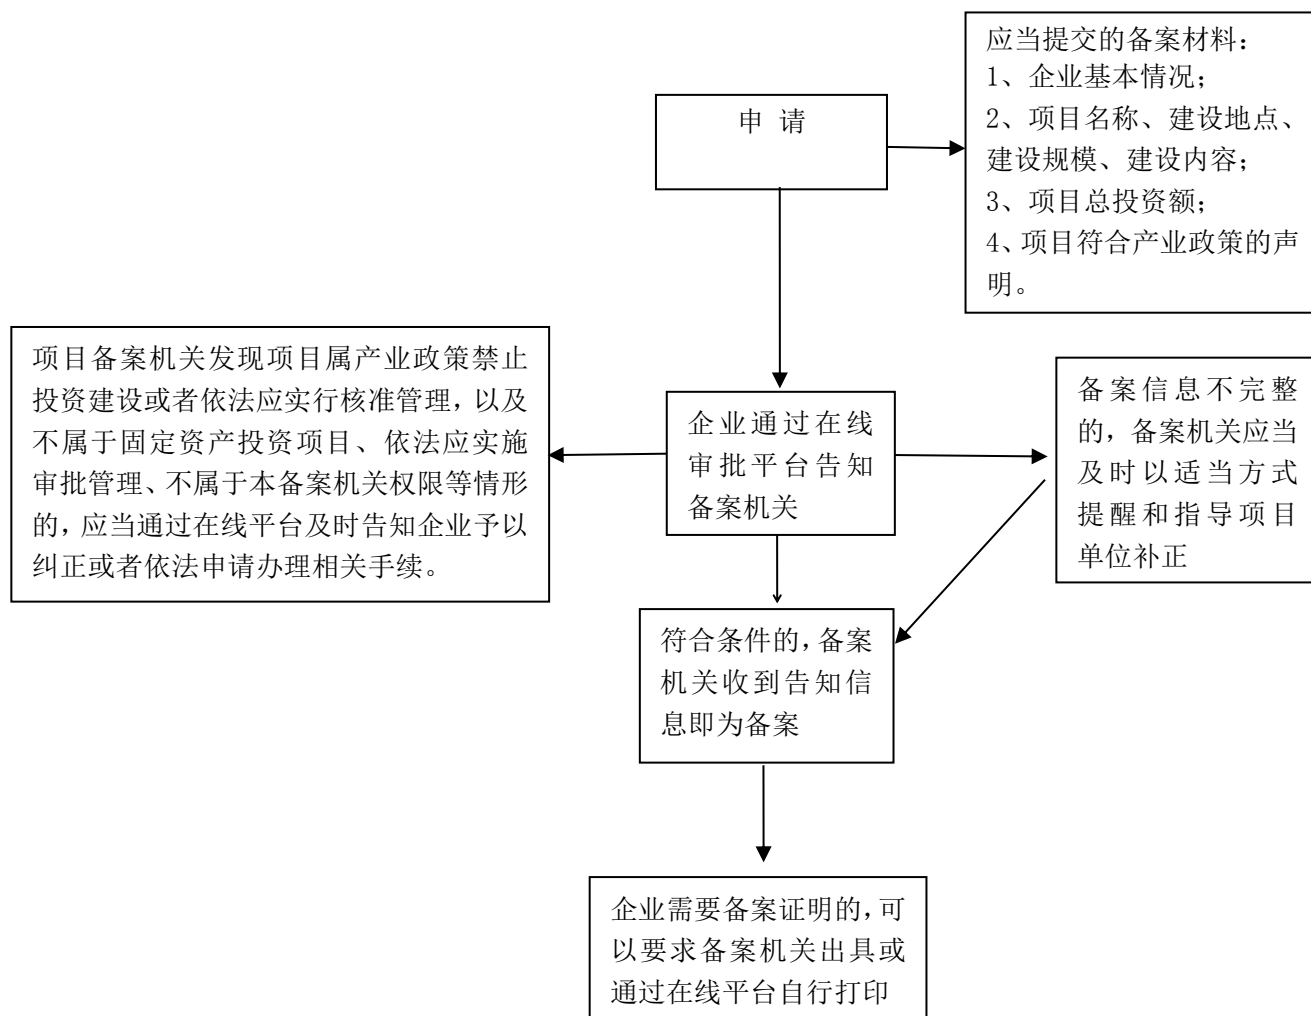 申 请
应当提交的备案材料：
1、企业基本情况；
2、项目名称、建设地点、
建设规模、建设内容；
3、项目总投资额；
4、项目符合产业政策的声
明。
项目备案机关发现项目属产业政策禁止
投资建设或者依法应实行核准管理，以及
不属于固定资产投资项目、依法应实施
审批管理、不属于本备案机关权限等情形
的，应当通过在线平台及时告知企业予以
纠正或者依法申请办理相关手续。
企业通过在线
审批平台告知
备案机关
备案信息不完整
的，备案机关应当
及时以适当方式
提醒和指导项目
单位补正
符合条件的，备案
机关收到告知信
息即为备案
企业需要备案证明的，可
以要求备案机关出具或
通过在线平台自行打印